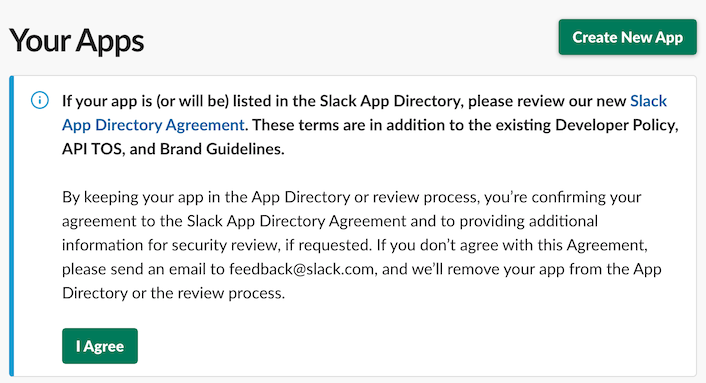 Your Apps
Create New App
If your app is (or will be) listed in the Slack App Directory, please review our new Slack
App Directory Agreement. These terms are in addition to the existing Developer Policy,
API TOS, and Brand Guidelines.
By keeping your app in the App Directory or review process, you’re confirming your
agreement to the Slack App Directory Agreement and to providing additional
information for security review, if requested. If you don’t agree with this Agreement,
please send an email to feedback@slack.com, and we’ll remove your app from the App
Directory or the review process.
I Agree